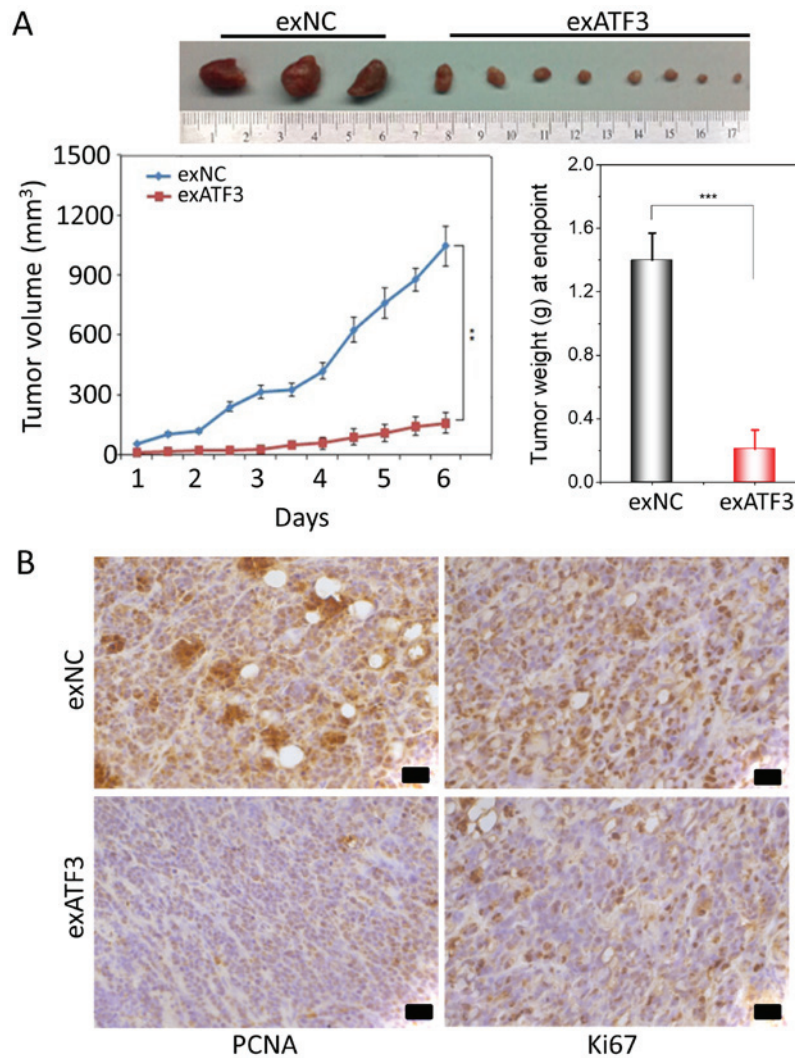 A
exNC exATF3
1 2 3 4 5 6 7 8 9 10 11 12 13 14 15 16 17
1500
1200
900
600
300
0
Tumor volume (mm³)
exNC
exATF3
**
1 2 3 4 5 6
Days
2.0
1.6
1.2
0.8
0.4
0.0
Tumor weight (g) at endpoint
***
exNC exATF3
B
exNC
exATF3
PCNA Ki67